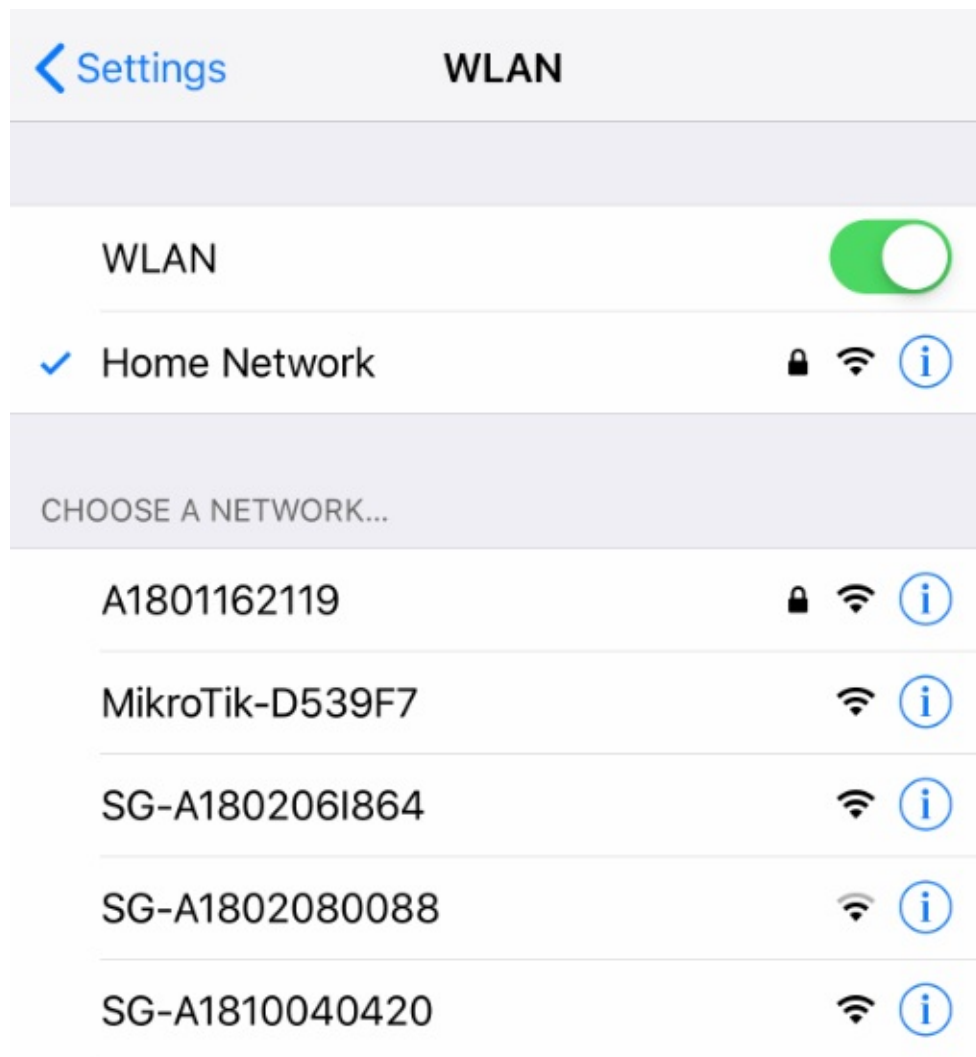 Settings WLAN
WLAN
Home Network
CHOOSE A NETWORK...
A1801162119
MikroTik-D539F7
SG-A180206I864
SG-A1802080088
SG-A1810040420